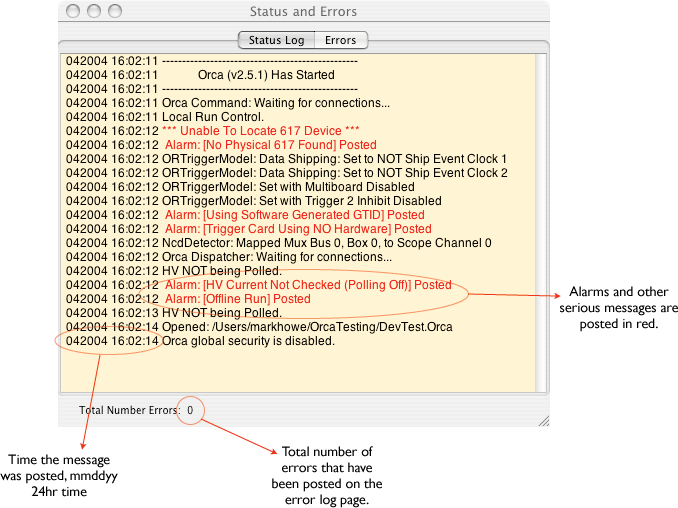 Status and Errors
Status Log Errors
042004 16:02:11 -------------------------------------------------
042004 16:02:11 Orca (v2.5.1) Has Started
042004 16:02:11 -------------------------------------------------
042004 16:02:11 Orca Command: Waiting for connections...
042004 16:02:11 Local Run Control.
042004 16:02:12 *** Unable To Locate 617 Device ***
042004 16:02:12 Alarm: [No Physical 617 Found] Posted
042004 16:02:12 ORTriggerModel: Data Shipping: Set to NOT Ship Event Clock 1
042004 16:02:12 ORTriggerModel: Data Shipping: Set to NOT Ship Event Clock 2
042004 16:02:12 ORTriggerModel: Set with Multiboard Disabled
042004 16:02:12 ORTriggerModel: Set with Trigger 2 Inhibit Disabled
042004 16:02:12 Alarm: [Using Software Generated GTID] Posted
042004 16:02:12 Alarm: [Trigger Card Using NO Hardware] Posted
042004 16:02:12 NcdDetector: Mapped Mux Bus 0, Box 0, to Scope Channel 0
042004 16:02:12 Orca Dispatcher: Waiting for connections...
042004 16:02:12 HV NOT being Polled.
042004 16:02:12 Alarm: [HV Current Not Checked (Polling Off)] Posted
042004 16:02:12 Alarm: [Offline Run] Posted
042004 16:02:13 HV NOT being Polled.
042004 16:02:14 Opened: /Users/markhowe/OrcaTesting/DevTest.Orca
042004 16:02:14 Orca global security is disabled.
Total Number Errors: 0
Alarms and other
serious messages are
posted in red.
Time the message
was posted, mmddyy
24hr time
Total number of
errors that have
been posted on the
error log page.